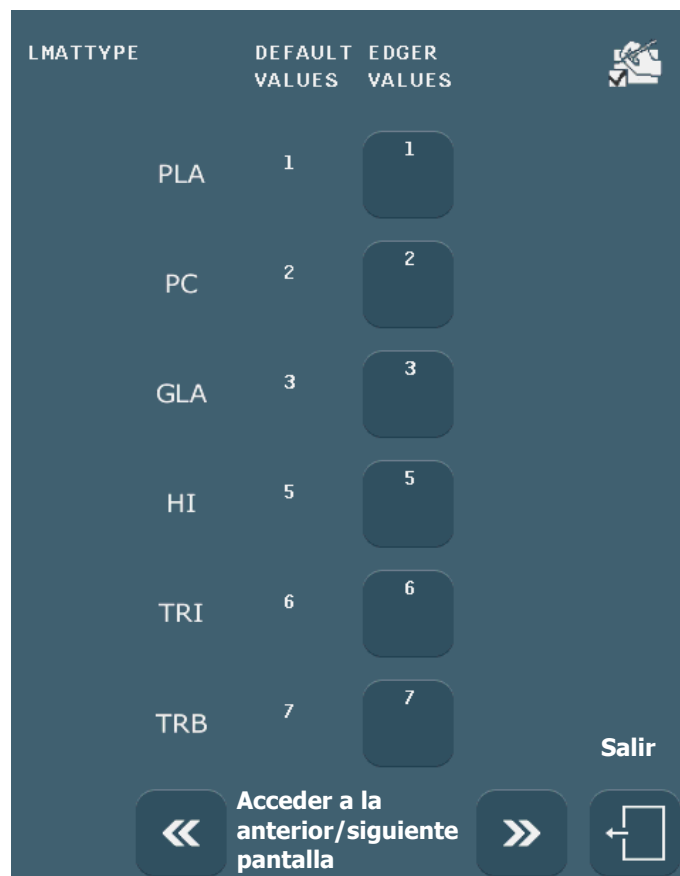 LMATTYPE DEFAULT EDGER
VALUES VALUES
PLA 1 1
PC 2 2
GLA 3 3
HI 5 5
TRI 6 6
TRB 7 7
Salir
Acceder a la
anterior/siguiente
pantalla